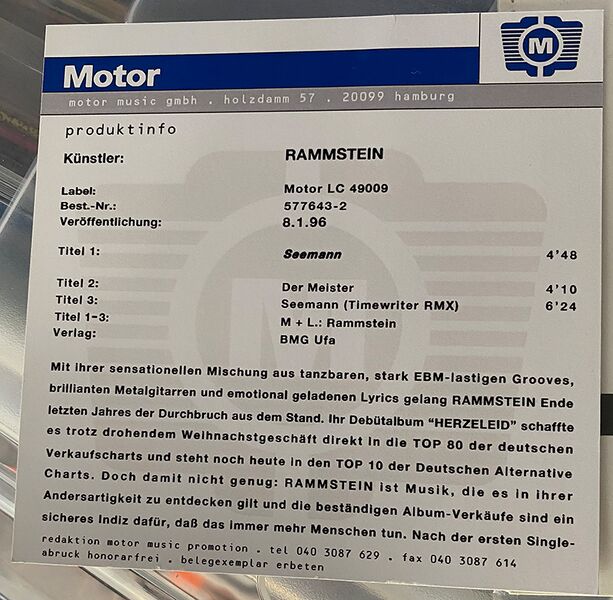 Motor
M
motor music gmbh . holzdamm 57 . 20099 hamburg
produktinfo
Künstler: RAMMSTEIN
Label: Motor LC 49009
Best.-Nr.: 577643-2
Veröffentlichung: 8.1.96
Titel 1: Seemann 4'48
Titel 2: Der Meister 4'10
Titel 3: Seemann (Timewriter RMX) 6'24
Titel 1-3: M + L.: Rammstein
Verlag: BMG Ufa
M
Mit ihrer sensationellen Mischung aus tanzbaren, stark EBM-lastigen Grooves,
brillianten Metalgitarren und emotional geladenen Lyrics gelang RAMMSTEIN Ende
letzten Jahres der Durchbruch aus dem Stand. Ihr Debütalbum "HERZELEID" schaffte
es trotz drohendem Weihnachstgeschäft direkt in die TOP 80 der deutschen
Verkaufscharts und steht noch heute in den TOP 10 der Deutschen Alternative
Charts. Doch damit nicht genug: RAMMSTEIN ist Musik, die es in ihrer
Andersartigkeit zu entdecken gilt und die beständigen Album-Verkäufe sind ein
sicheres Indiz dafür, daß das immer mehr Menschen tun. Nach der ersten Single-
redaktion motor music promotion . tel 040 3087 629 . fax 040 3087 614
abruck honorarfrei . belegexemplar erbeten